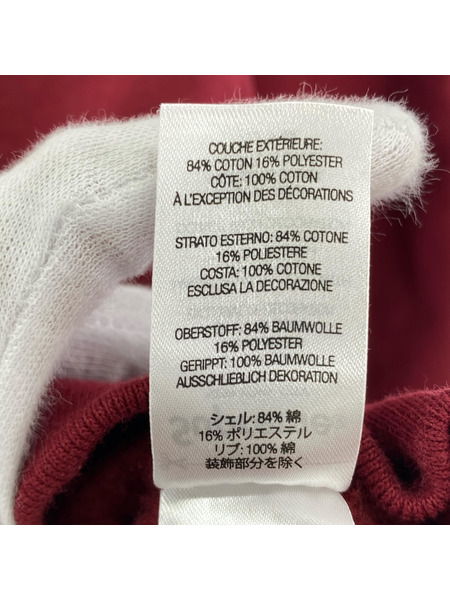 COUCHE EXTÉRIEURE:
84% COTON 16% POLYESTER
CÔTE: 100% COTON
À L'EXCEPTION DES DÉCORATIONS
STRATO ESTERNO: 84% COTONE
16% POLIESTERE
COSTA: 100% COTONE
ESCLUSA LA DECORAZIONE
OBERSTOFF: 84% BAUMWOLLE
16% POLYESTER
GERIPPT: 100% BAUMWOLLE
AUSSCHLIEBLICH DEKORATION
シェル: 84% 綿
16% ポリエステル
リブ: 100% 綿
装飾部分を除く